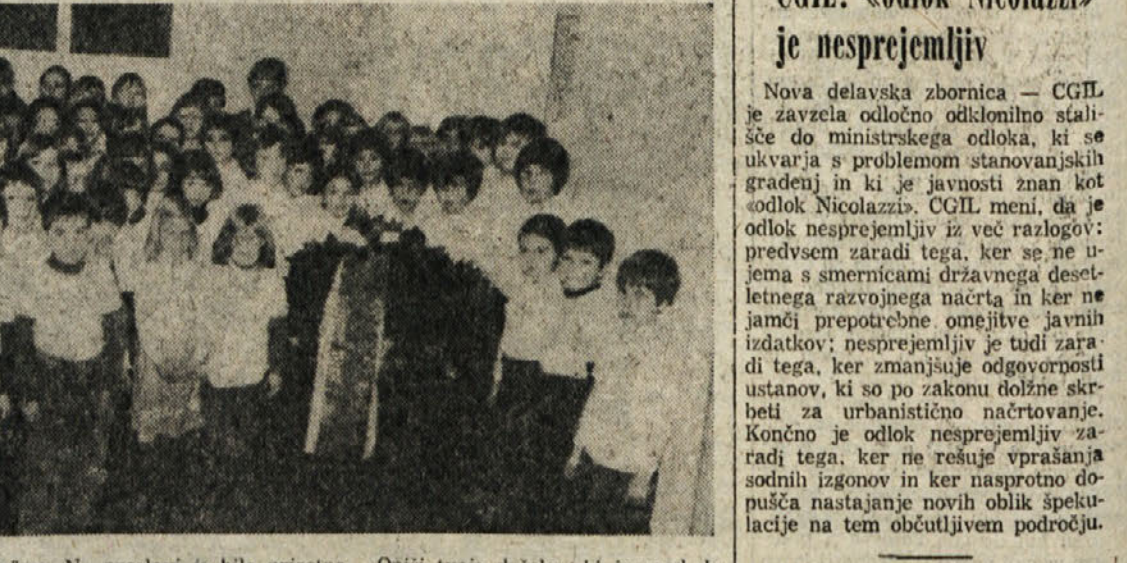 CGIL: «odlok Nicolazzi»
je nesprejemljiv
Nova delavska zbornica — CGIL
je zavzela odločno odklonilno stali-
šče do ministrskega odloka, ki se
ukvarja s problemom stanovanjskih
gradenj in ki je javnosti znan kot
«odlok Nicolazzi». CGIL meni, da je
odlok nesprejemljiv iz več razlogov:
predvsem zaradi tega, ker se ne u-
jema s smernicami državnega deset-
letnega razvojnega načrta in ker ne
jamči prepotrebne omejitve javnih
izdatkov; nesprejemljiv je tudi zara-
di tega, ker zmanjšuje odgovornosti
ustanov, ki so po zakonu dolžne skr-
beti za urbanistično načrtovanje.
Končno je odlok nesprejemljiv za-
radi tega, ker ne rešuje vprašanja
sodnih izgonov in ker nasprotno do-
pušča nastajanje novih oblik špeku-
lacije na tem občutljivem področju.